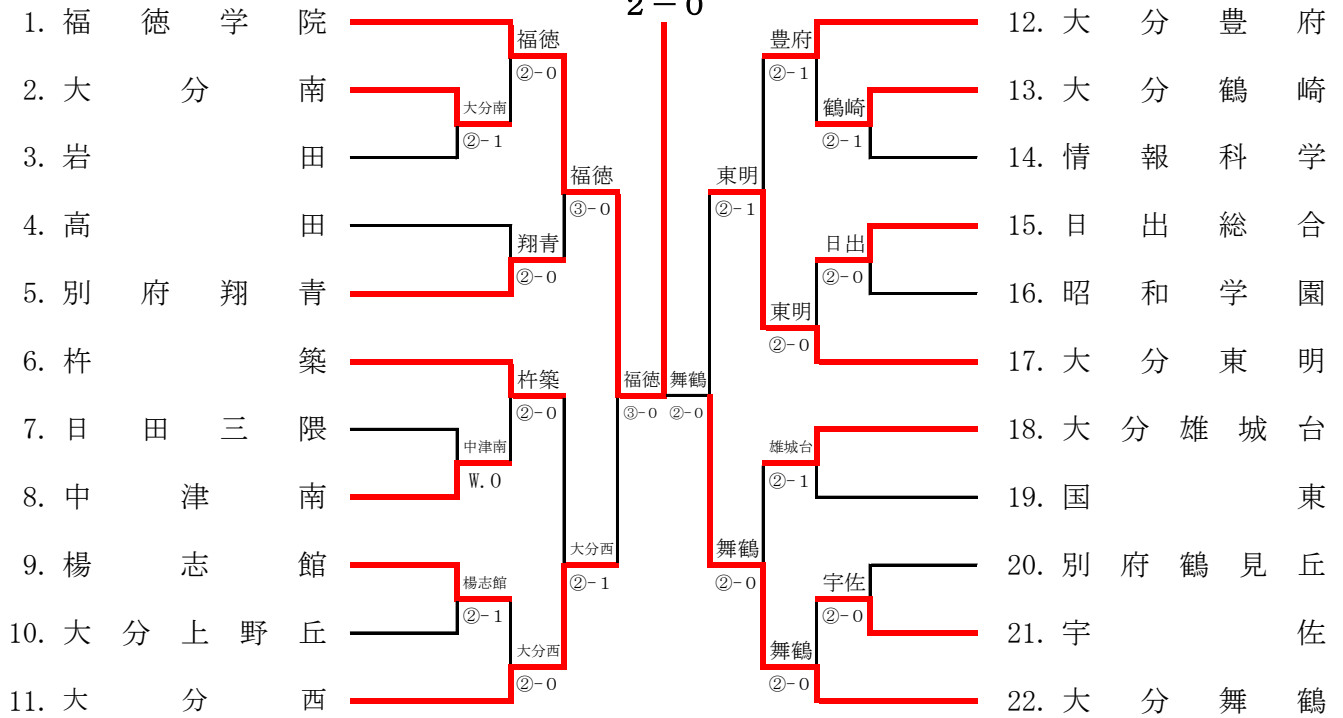 2－0
1. 福徳学院
2. 大分南
3. 岩田
4. 高田
5. 別府翔青
6. 杵築
7. 日田三隈
8. 中津南
9. 楊志館
10. 大分上野丘
11. 大分西
福徳
②-0
大分南
②-1
福徳
③-0
翔青
②-0
杵築
②-0
中津南
W.O
大分西
②-1
楊志館
②-1
大分西
②-0
福徳
③-0
舞鶴
②-0
豊府
②-1
鶴崎
②-1
東明
②-1
日出
②-0
東明
②-0
雄城台
②-1
舞鶴
②-0
宇佐
②-0
舞鶴
②-0
12. 大分豊府
13. 大分鶴崎
14. 情報科学
15. 日出総合
16. 昭和学園
17. 大分東明
18. 大分雄城台
19. 国東
20. 別府鶴見丘
21. 宇佐
22. 大分舞鶴